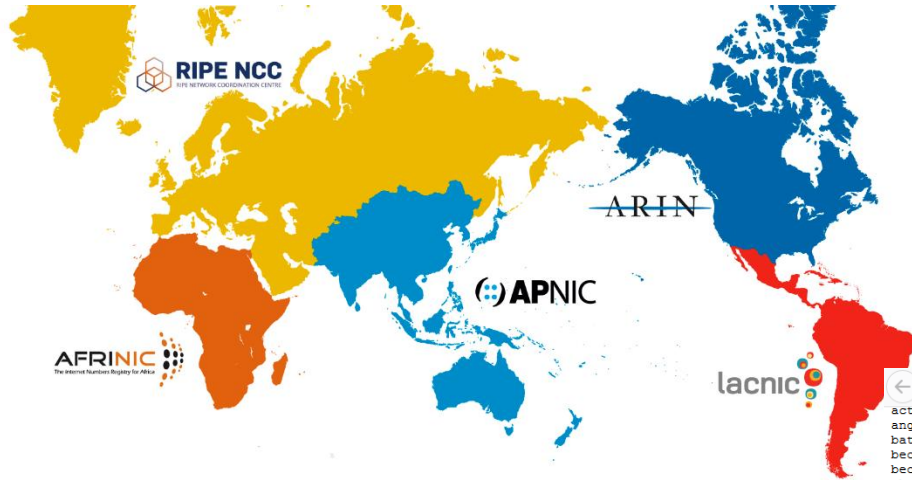 RIPE NCC
RIPE NETWORK COORDINATION CENTRE
ARIN
APNIC
AFRINIC
The Internet Numbers Registry for Africa
lacnic
act
ang
bat
bec
bec